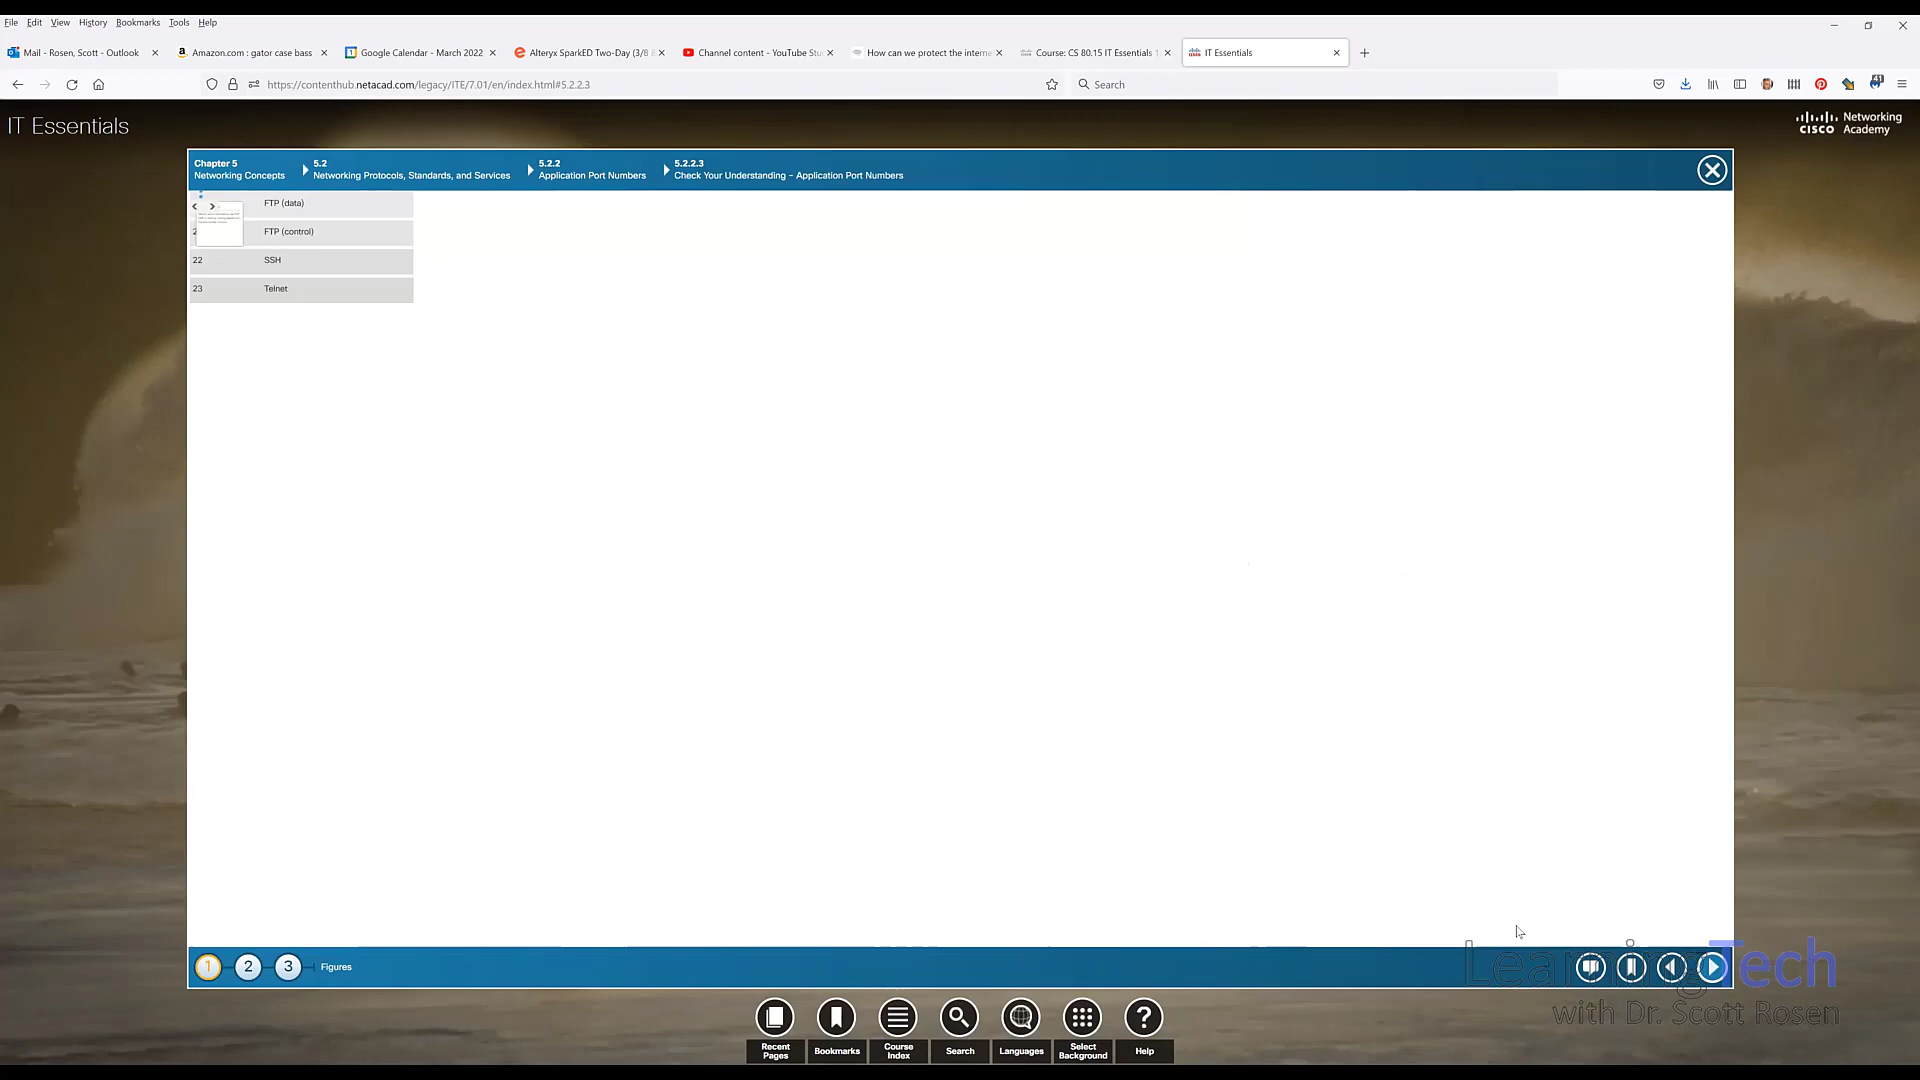 File Edit View History Bookmarks Tools Help
Mail - Rosen, Scott - Outlook
Amazon.com : gator case bass
Google Calendar - March 2022
Alteryx SparkED Two-Day (3/8 &
Channel content - YouTube Stu
How can we protect the interne
Course: CS 80.15 IT Essentials 1
IT Essentials
https://contenthub.netacad.com/legacy/ITE/7.01/en/index.html#5.2.2.3
Search
41
IT Essentials
CISCO Networking Academy
Chapter 5
Networking Concepts
5.2
Networking Protocols, Standards, and Services
5.2.2
Application Port Numbers
5.2.2.3
Check Your Understanding – Application Port Numbers
FTP (data)
2 FTP (control)
22 SSH
23 Telnet
1 2 3 Figures
Learning Tech
with Dr. Scott Rosen
Recent Pages
Bookmarks
Course Index
Search
Languages
Select Background
Help